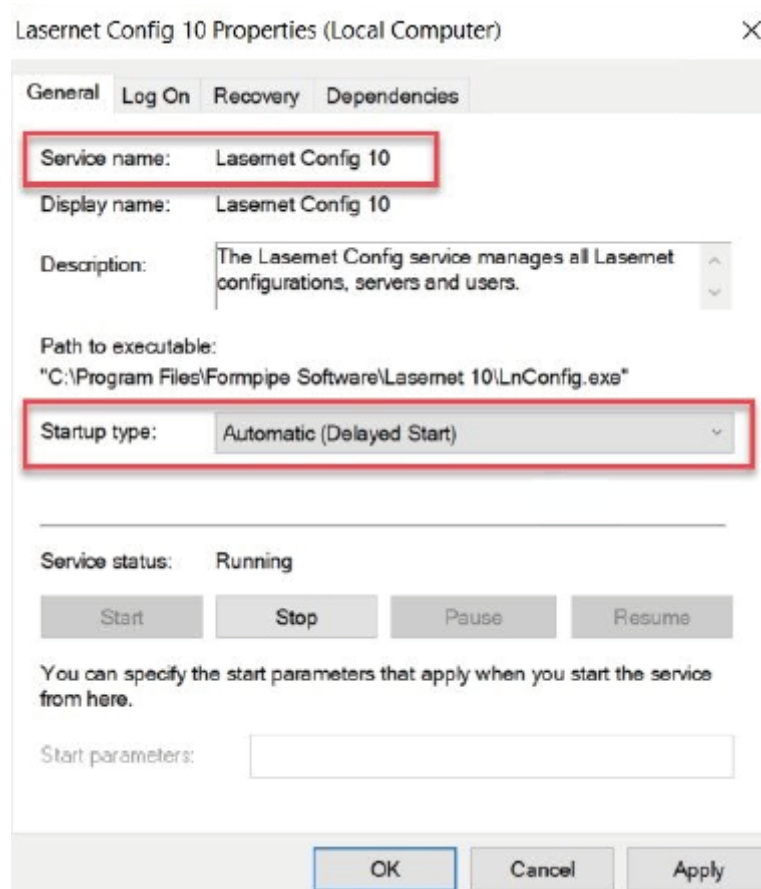 Lasernet Config 10 Properties (Local Computer)
General Log On Recovery Dependencies
Service name: Lasernet Config 10
Display name: Lasernet Config 10
Description: The Lasernet Config service manages all Lasernet
configurations, servers and users.
Path to executable:
"C:\Program Files\Formpipe Software\Lasernet 10\LnConfig.exe"
Startup type: Automatic (Delayed Start)
Service status: Running
Start Stop Pause Resume
You can specify the start parameters that apply when you start the service
from here.
Start parameters:
OK Cancel Apply